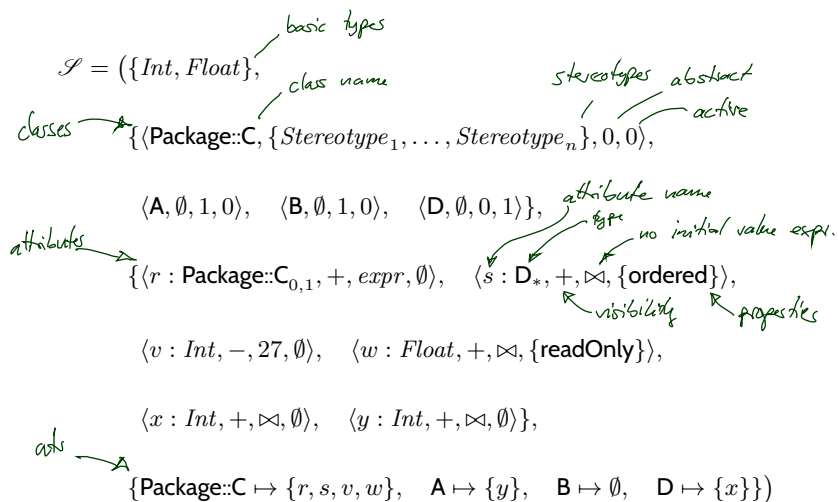 basic types
𝒮 = ({Int, Float},
class name
stereotypes
abstract
active
classes
{⟨Package::C, {Stereotype₁, . . . , Stereotypeₙ}, 0, 0⟩,
⟨A, ∅, 1, 0⟩, ⟨B, ∅, 1, 0⟩, ⟨D, ∅, 0, 1⟩},
attribute name
type
no initial value expr.
attributes
{⟨r : Package::C₀,₁, +, expr, ∅⟩, ⟨s : D∗, +, ⋈, {ordered}⟩,
visibility
properties
⟨v : Int, −, 27, ∅⟩, ⟨w : Float, +, ⋈, {readOnly}⟩,
⟨x : Int, +, ⋈, ∅⟩, ⟨y : Int, +, ⋈, ∅⟩},
atr
{Package::C ↦ {r, s, v, w}, A ↦ {y}, B ↦ ∅, D ↦ {x}})